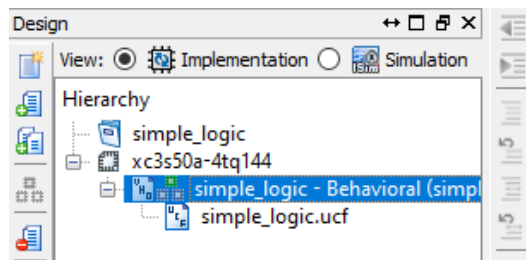 Design
View: Implementation Simulation
Hierarchy
simple_logic
xc3s50a-4tq144
simple_logic - Behavioral (simpl
simple_logic.ucf